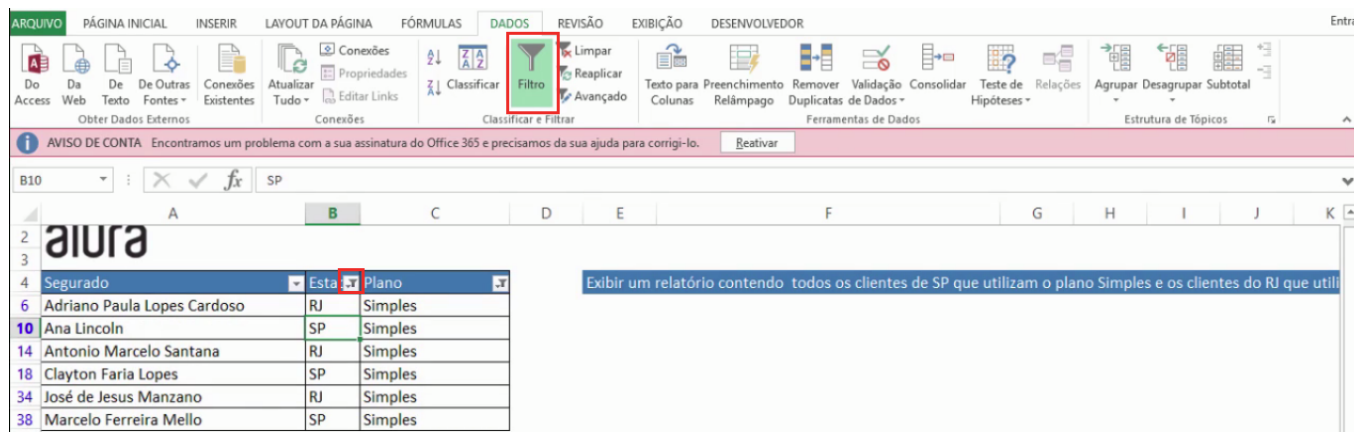 ARQUIVO PÁGINA INICIAL INSERIR LAYOUT DA PÁGINA FÓRMULAS DADOS REVISÃO EXIBIÇÃO DESENVOLVEDOR Entra
Do Access
Da Web
De Texto
De Outras Fontes
Conexões Existentes
Obter Dados Externos
Atualizar Tudo
Conexões
Propriedades
Editar Links
Conexões
Classificar
Filtro
Limpar
Reaplicar
Avançado
Classificar e Filtrar
Texto para Colunas
Preenchimento Relâmpago
Remover Duplicatas
Validação de Dados
Consolidar
Teste de Hipóteses
Relações
Ferramentas de Dados
Agrupar
Desagrupar
Subtotal
Estrutura de Tópicos
AVISO DE CONTA Encontramos um problema com a sua assinatura do Office 365 e precisamos da sua ajuda para corrigi-lo. Reativar
B10 fx SP
A B C D E F G H I J K
2 alura
3
4 Segurado Esta Plano Exibir um relatório contendo todos os clientes de SP que utilizam o plano Simples e os clientes do RJ que utili
6 Adriano Paula Lopes Cardoso RJ Simples
10 Ana Lincoln SP Simples
14 Antonio Marcelo Santana RJ Simples
18 Clayton Faria Lopes SP Simples
34 José de Jesus Manzano RJ Simples
38 Marcelo Ferreira Mello SP Simples